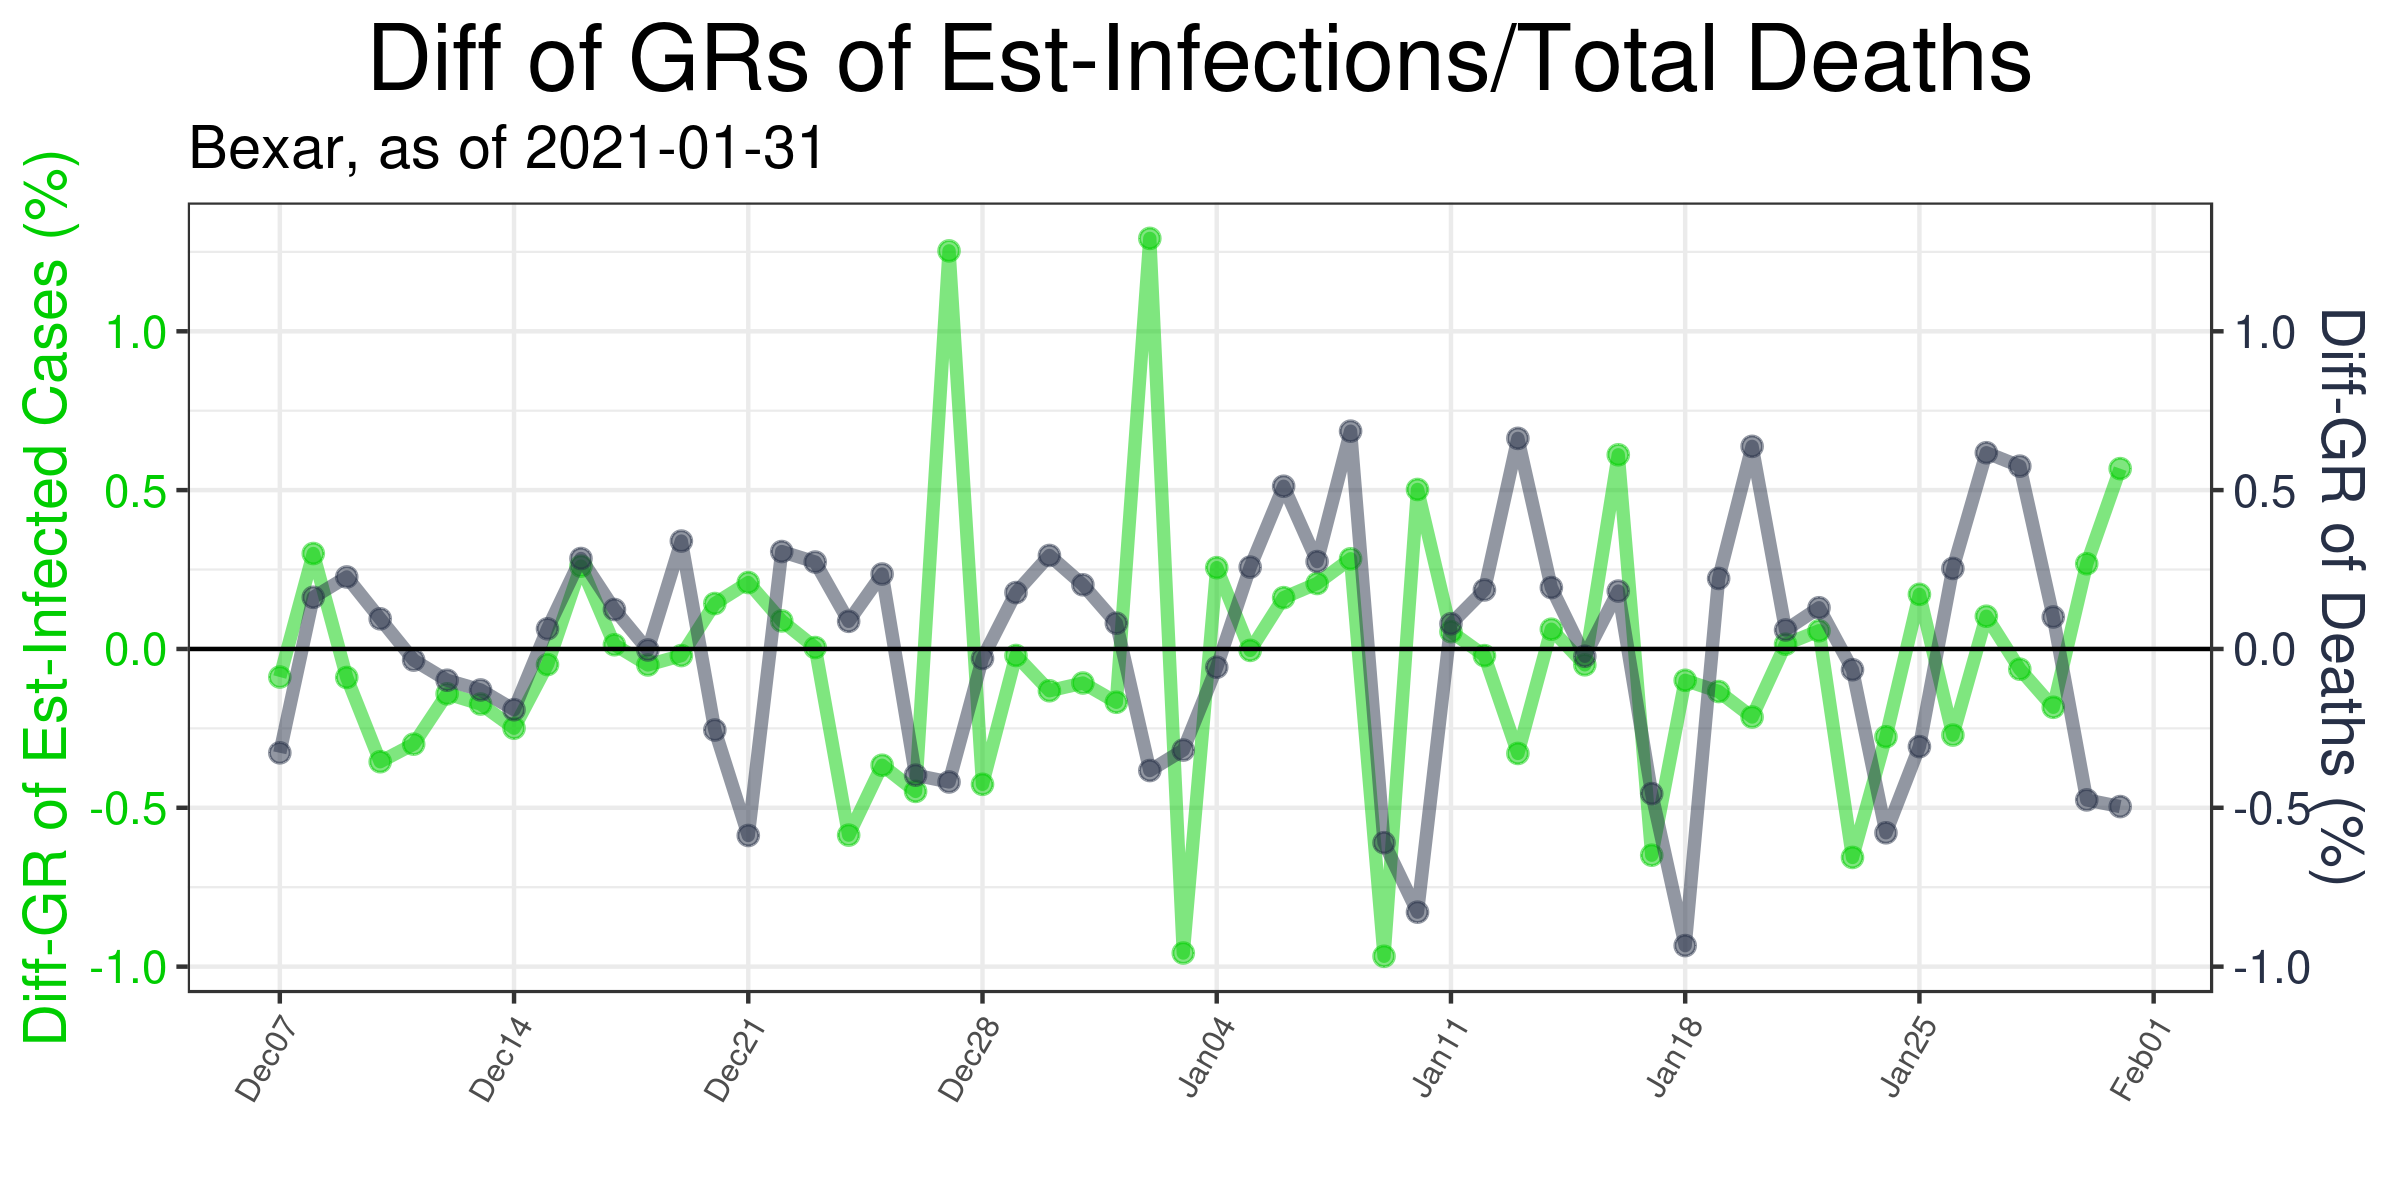 Diff of GRs of Est-Infections/Total Deaths
Bexar, as of 2021-01-31
Diff-GR of Est-Infected Cases (%)
1.0
0.5
0.0
-0.5
-1.0
1.0
0.5
0.0
-0.5
-1.0
Diff-GR of Deaths (%)
Dec07
Dec14
Dec21
Dec28
Jan04
Jan11
Jan18
Jan25
Feb01